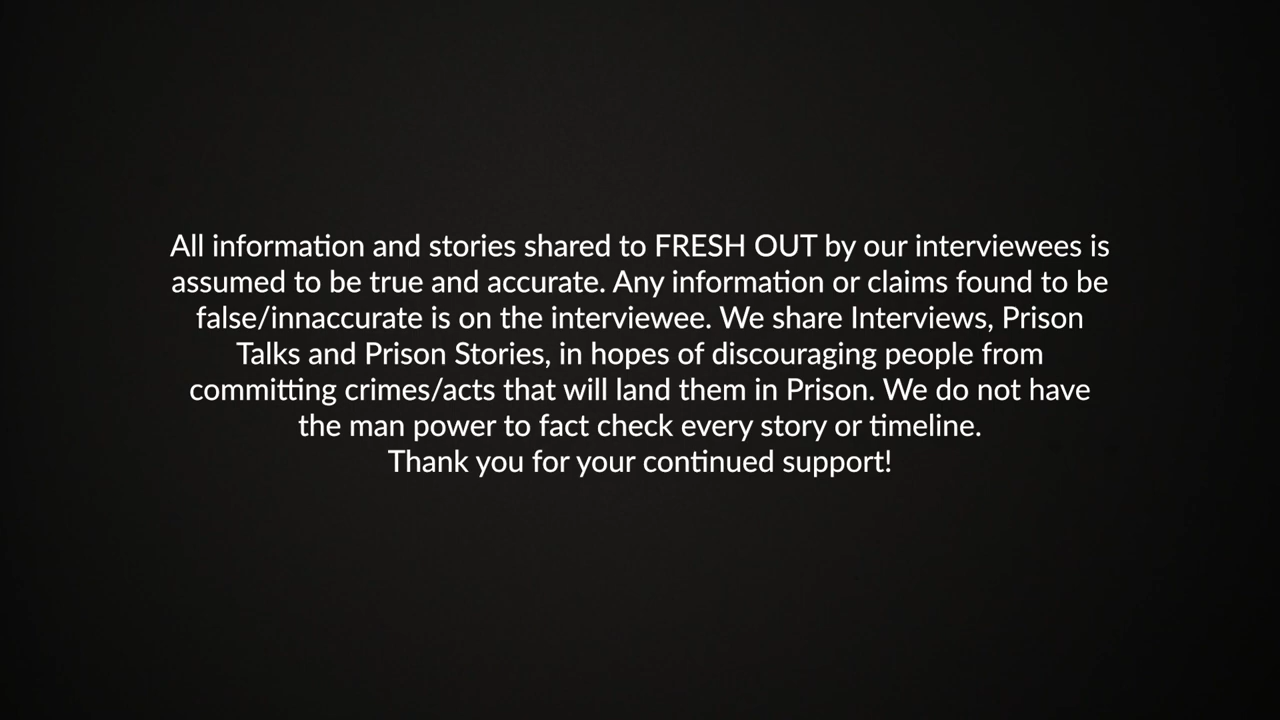 All information and stories shared to FRESH OUT by our interviewees is
assumed to be true and accurate. Any information or claims found to be
false/innaccurate is on the interviewee. We share Interviews, Prison
Talks and Prison Stories, in hopes of discouraging people from
committing crimes/acts that will land them in Prison. We do not have
the man power to fact check every story or timeline.
Thank you for your continued support!